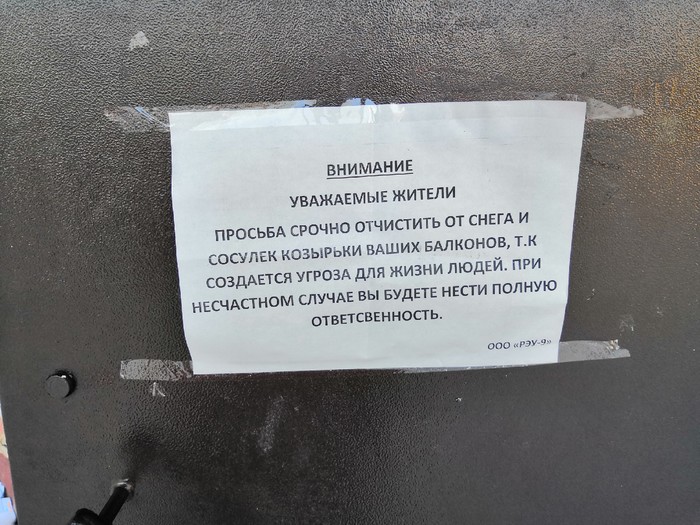 ВНИМАНИЕ
УВАЖАЕМЫЕ ЖИТЕЛИ
ПРОСЬБА СРОЧНО ОТЧИСТИТЬ ОТ СНЕГА И
СОСУЛЕК КОЗЫРЬКИ ВАШИХ БАЛКОНОВ, Т.К
СОЗДАЕТСЯ УГРОЗА ДЛЯ ЖИЗНИ ЛЮДЕЙ. ПРИ
НЕСЧАСТНОМ СЛУЧАЕ ВЫ БУДЕТЕ НЕСТИ ПОЛНУЮ
ОТВЕТСВЕННОСТЬ.
ООО «РЭУ-9»